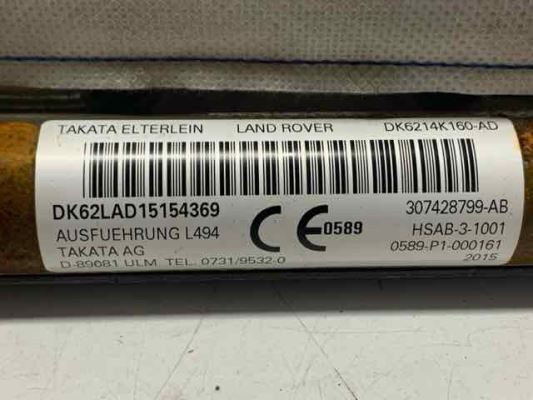 TAKATA ELTERLEIN LAND ROVER DK6214K160-AD
DK62LAD15154369 CE 0589 307428799-AB
AUSFUEHRUNG L494 HSAB-3-1001
TAKATA AG 0589-P1-000161
D-89081 ULM. TEL. 0731/9532-0 2015